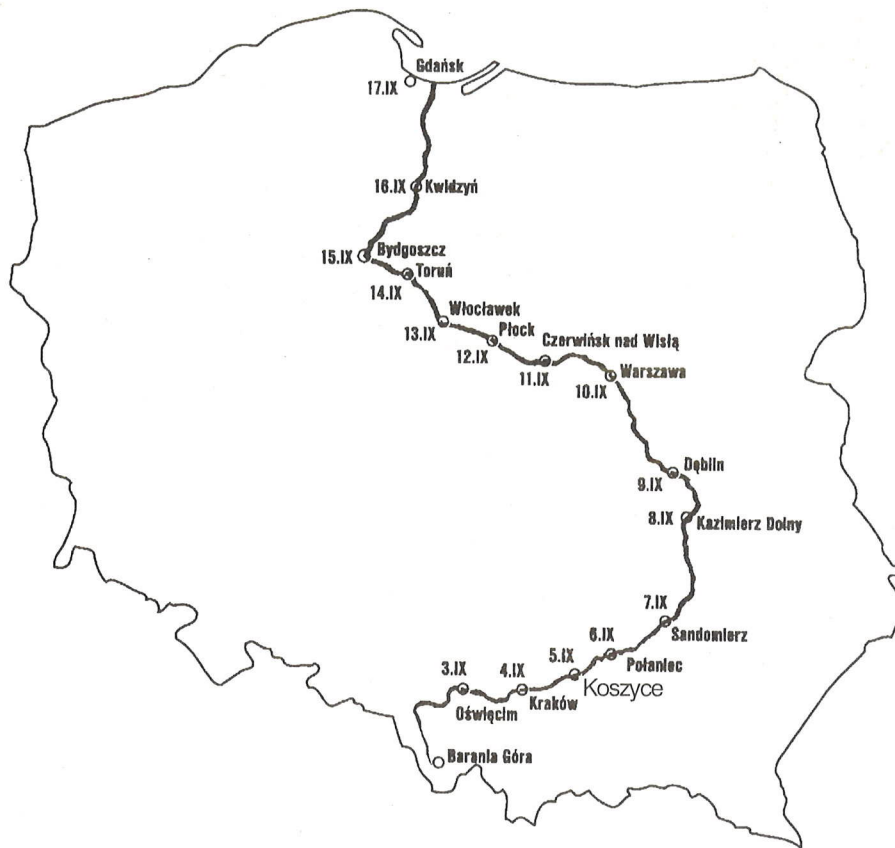 Gdańsk
17.IX
16.IX Kwidzyń
15.IX Bydgoszcz
14.IX Toruń
13.IX Włocławek
12.IX Płock
11.IX Czerwińsk nad Wisłą
10.IX Warszawa
9.IX Dęblin
8.IX Kazimierz Dolny
7.IX Sandomierz
6.IX Połaniec
5.IX Koszyce
4.IX Kraków
3.IX Oświęcim
Barania Góra